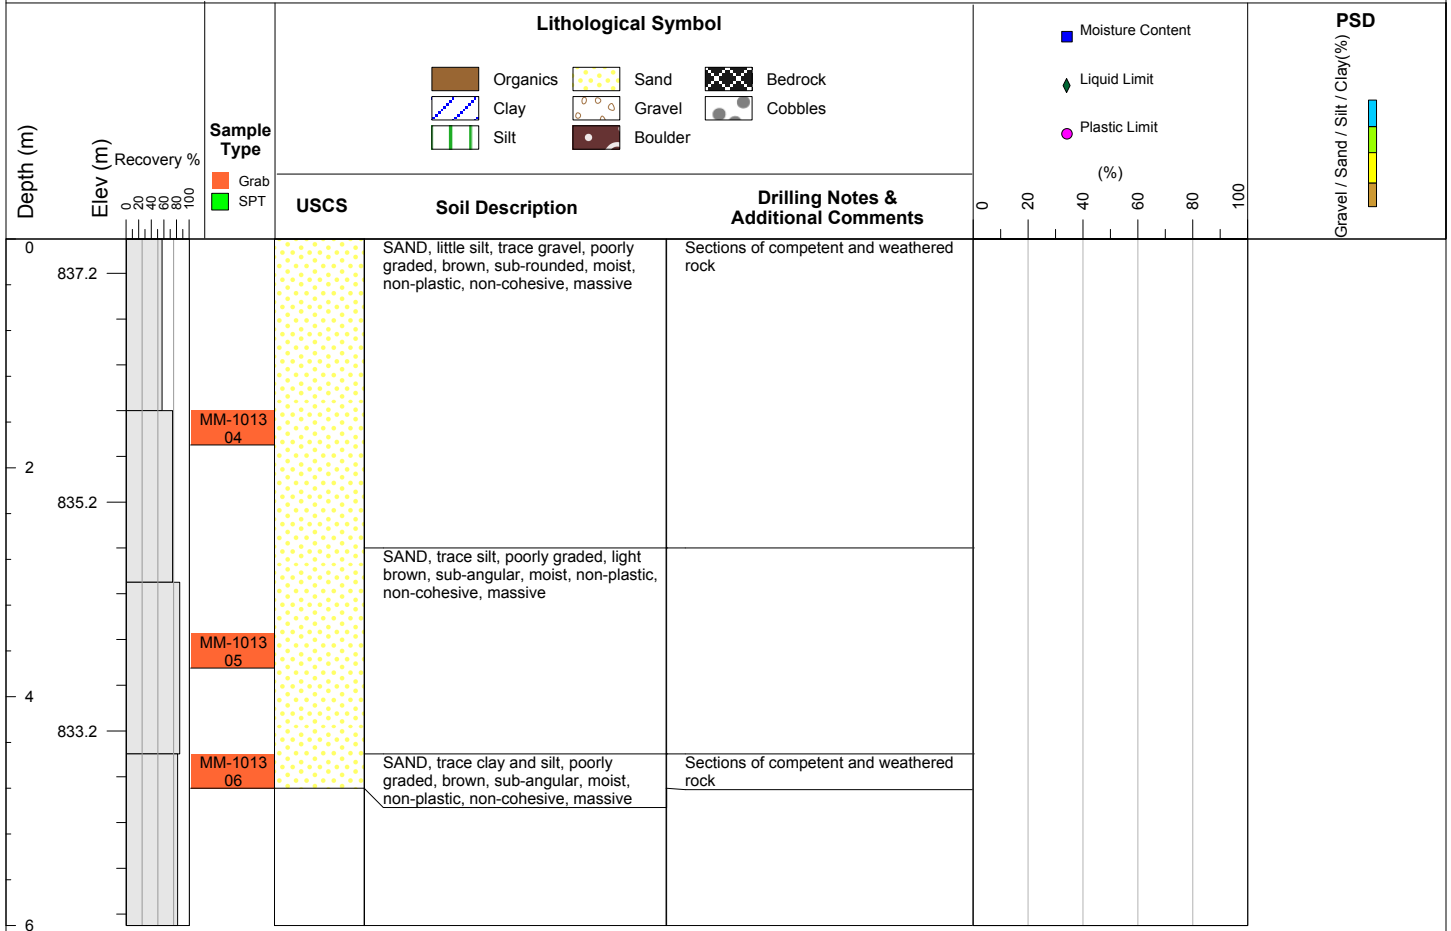 Lithological Symbol
Organics
Sand
Bedrock
Clay
Gravel
Cobbles
Silt
Boulder
Moisture Content
Liquid Limit
Plastic Limit
(%)
0 20 40 60 80 100
PSD
Gravel / Sand / Silt / Clay(%)
Depth (m)
Elev (m)
Recovery %
0 20 40 60 80 100
Sample
Type
Grab
SPT
USCS
Soil Description
Drilling Notes &
Additional Comments
0
837.2
SAND, little silt, trace gravel, poorly
graded, brown, sub-rounded, moist,
non-plastic, non-cohesive, massive
Sections of competent and weathered
rock
MM-1013
04
2
835.2
SAND, trace silt, poorly graded, light
brown, sub-angular, moist, non-plastic,
non-cohesive, massive
MM-1013
05
4
833.2
MM-1013
06
SAND, trace clay and silt, poorly
graded, brown, sub-angular, moist,
non-plastic, non-cohesive, massive
Sections of competent and weathered
rock
6